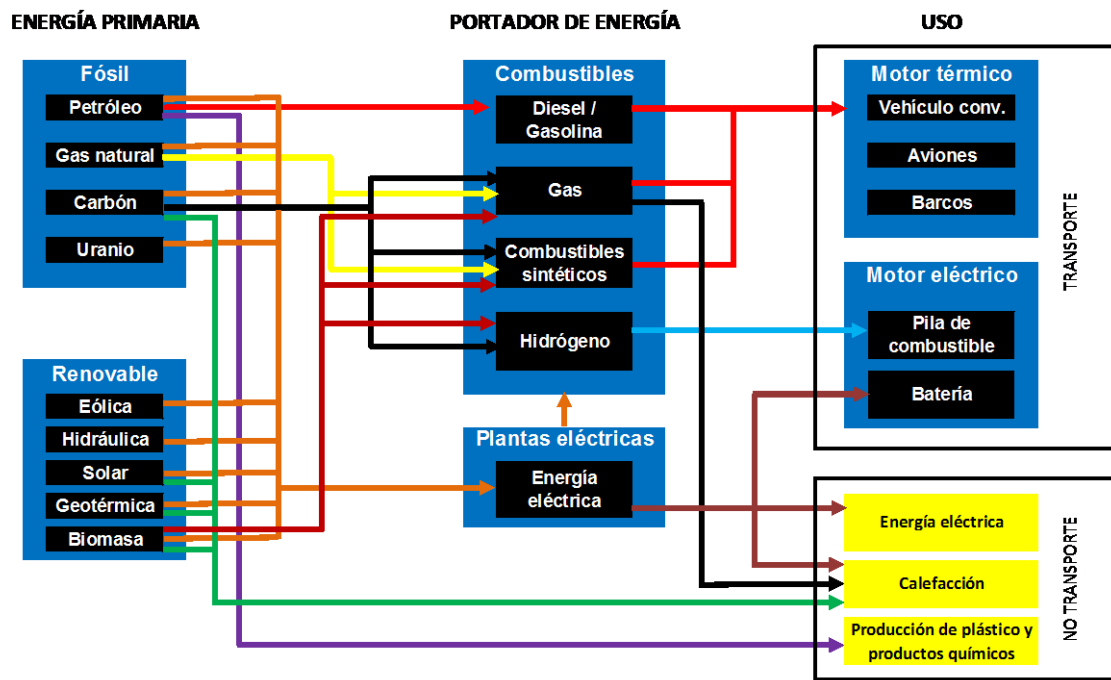 ENERGÍA PRIMARIA
PORTADOR DE ENERGÍA
USO
Fósil
Petróleo
Gas natural
Carbón
Uranio
Renovable
Eólica
Hidráulica
Solar
Geotérmica
Biomasa
Combustibles
Diesel /
Gasolina
Gas
Combustibles
sintéticos
Hidrógeno
Plantas eléctricas
Energía
eléctrica
Motor térmico
Vehículo conv.
Aviones
Barcos
Motor eléctrico
Pila de
combustible
Batería
TRANSPORTE
Energía eléctrica
Calefacción
Producción de plástico y
productos químicos
NO TRANSPORTE